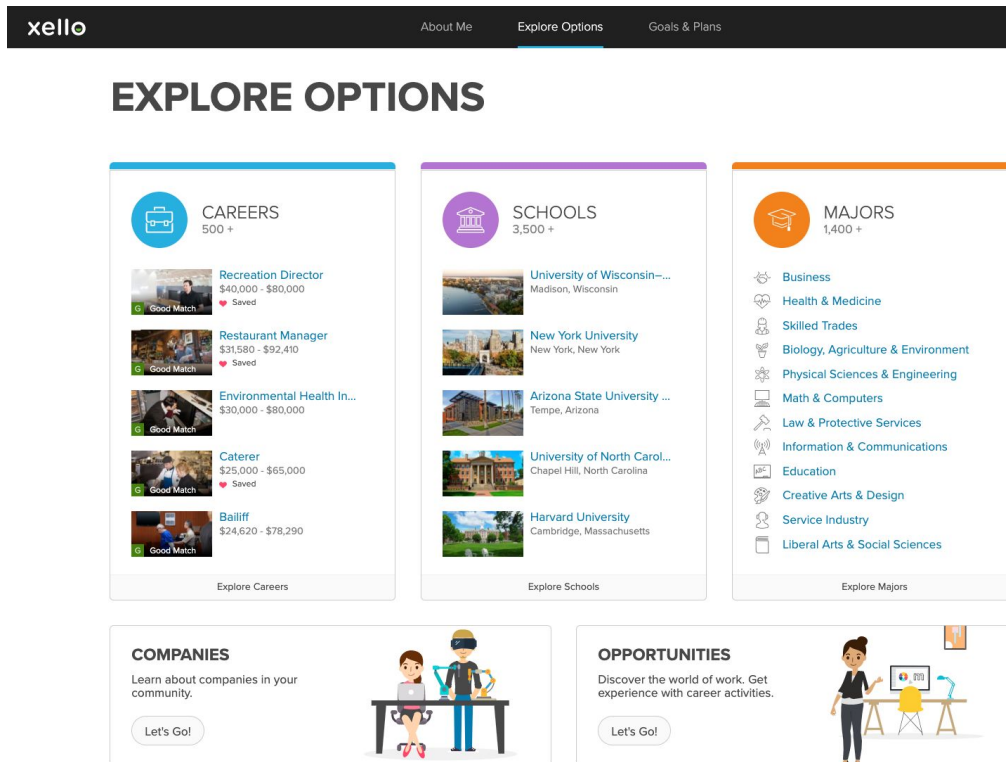 xello
About Me
Explore Options
Goals & Plans
EXPLORE OPTIONS
CAREERS
500 +
Recreation Director
$40,000 - $80,000
Saved
G Good Match
Restaurant Manager
$31,580 - $92,410
Saved
G Good Match
Environmental Health In...
$30,000 - $80,000
G Good Match
Caterer
$25,000 - $65,000
Saved
G Good Match
Bailiff
$24,620 - $78,290
G Good Match
Explore Careers
SCHOOLS
3,500 +
University of Wisconsin–...
Madison, Wisconsin
New York University
New York, New York
Arizona State University ...
Tempe, Arizona
University of North Carol...
Chapel Hill, North Carolina
Harvard University
Cambridge, Massachusetts
Explore Schools
MAJORS
1,400 +
Business
Health & Medicine
Skilled Trades
Biology, Agriculture & Environment
Physical Sciences & Engineering
Math & Computers
Law & Protective Services
Information & Communications
ABC
Education
Creative Arts & Design
Service Industry
Liberal Arts & Social Sciences
Explore Majors
COMPANIES
Learn about companies in your
community.
Let's Go!
OPPORTUNITIES
Discover the world of work. Get
experience with career activities.
Let's Go!